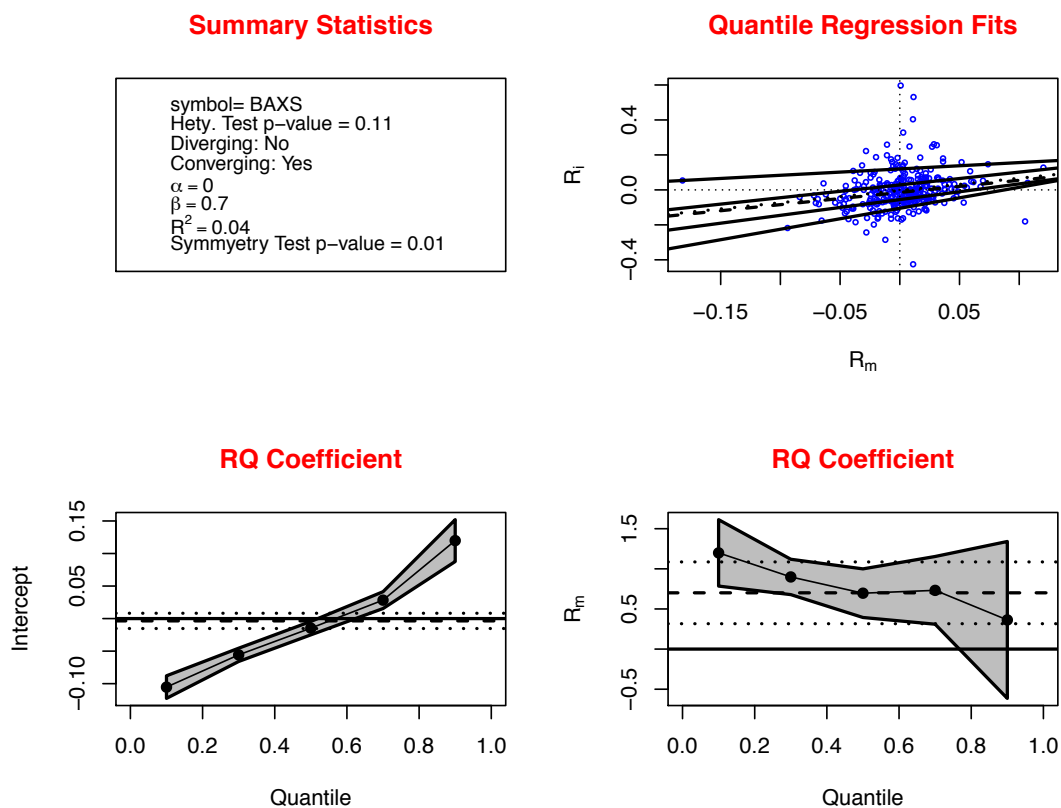 Summary Statistics
symbol= BAXS
Hety. Test p−value = 0.11
Diverging: No
Converging: Yes
α = 0
β = 0.7
R² = 0.04
Symmyetry Test p−value = 0.01
Quantile Regression Fits
0.4
0.0
−0.4
R_i
−0.15
−0.05
0.05
R_m
RQ Coefficient
0.15
0.05
−0.10
Intercept
0.0 0.2 0.4 0.6 0.8 1.0
Quantile
RQ Coefficient
1.5
0.5
−0.5
R_m
0.0 0.2 0.4 0.6 0.8 1.0
Quantile